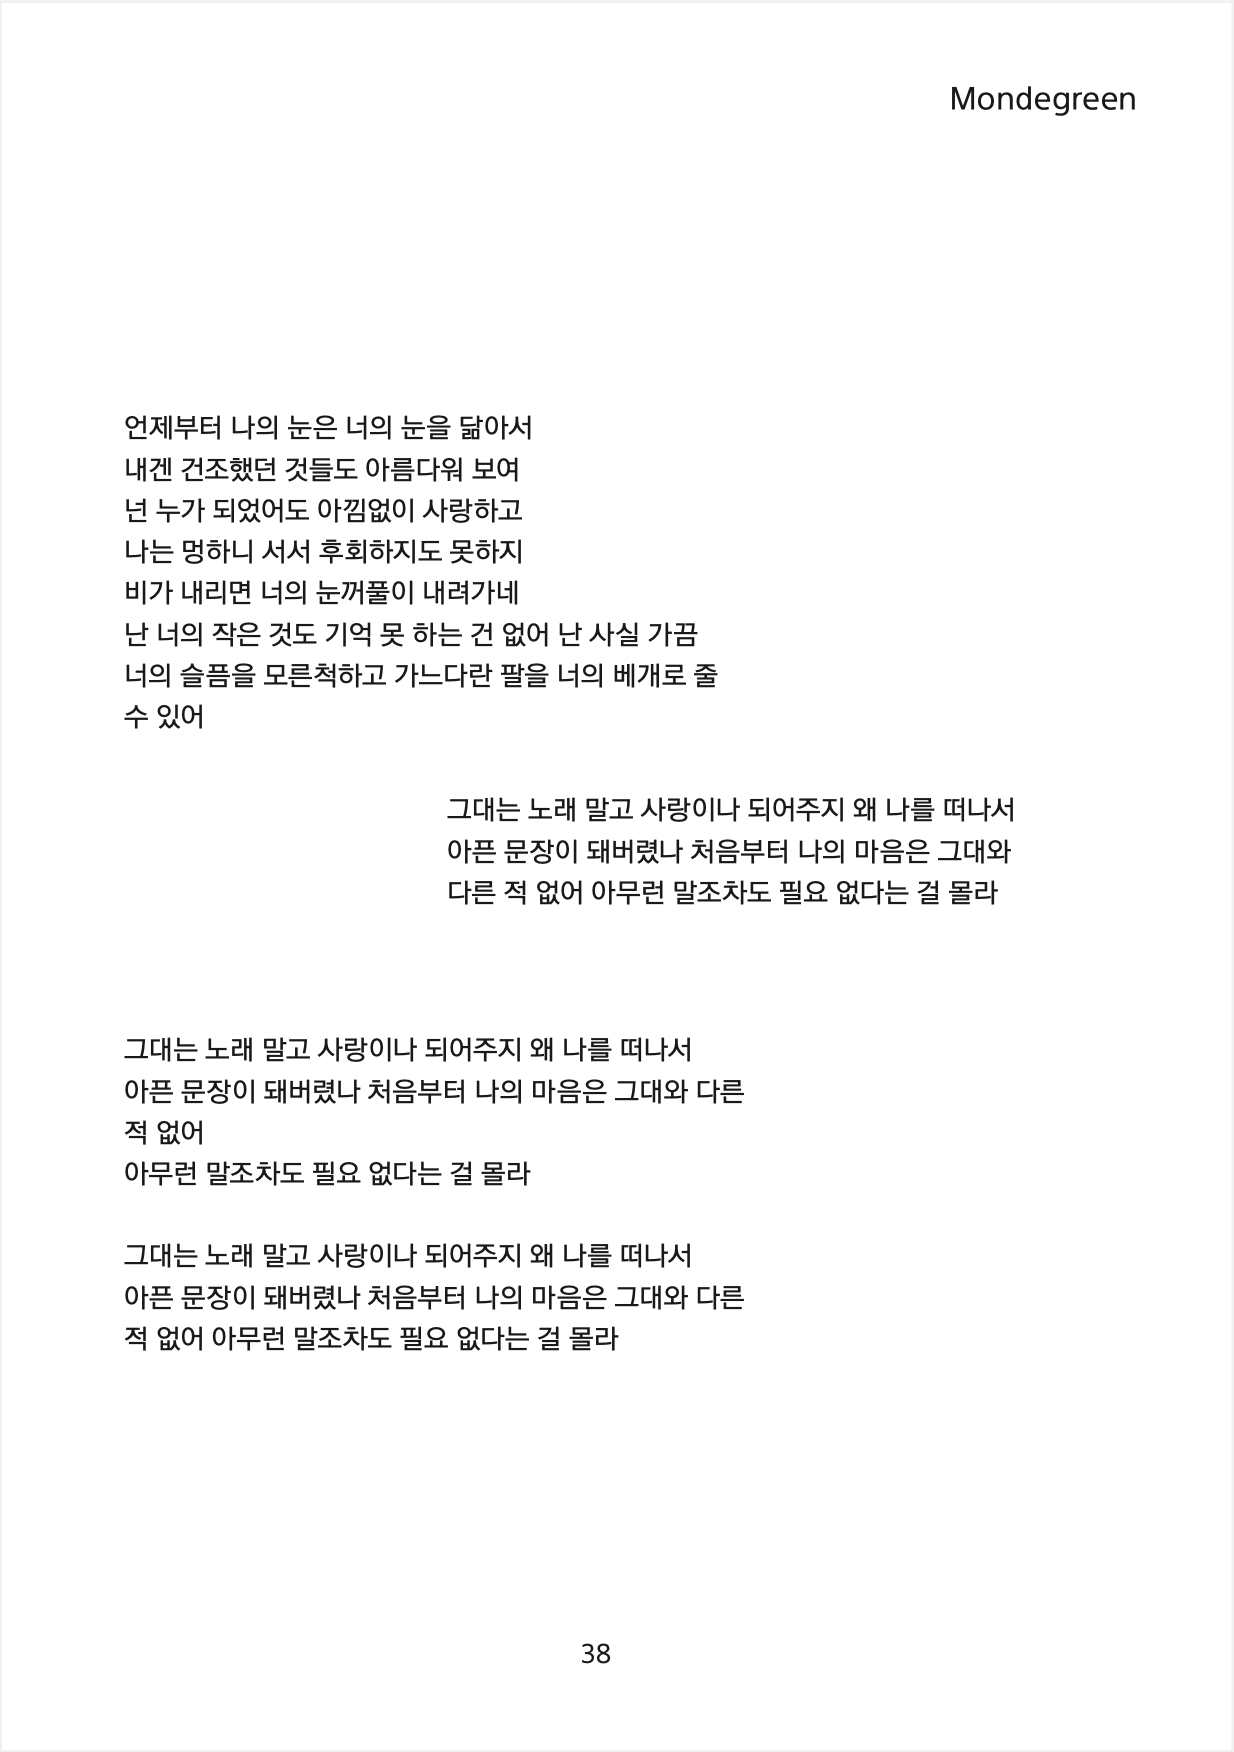 Mondegreen
언제부터 나의 눈은 너의 눈을 닮아서
내겐 건조했던 것들도 아름다워 보여
넌 누가 되었어도 아낌없이 사랑하고
나는 멍하니 서서 후회하지도 못하지
비가 내리면 너의 눈꺼풀이 내려가네
난 너의 작은 것도 기억 못 하는 건 없어 난 사실 가끔
너의 슬픔을 모른척하고 가느다란 팔을 너의 베개로 줄
수 있어
그대는 노래 말고 사랑이나 되어주지 왜 나를 떠나서
아픈 문장이 돼버렸나 처음부터 나의 마음은 그대와
다른 적 없어 아무런 말조차도 필요 없다는 걸 몰라
그대는 노래 말고 사랑이나 되어주지 왜 나를 떠나서
아픈 문장이 돼버렸나 처음부터 나의 마음은 그대와 다른
적 없어
아무런 말조차도 필요 없다는 걸 몰라
그대는 노래 말고 사랑이나 되어주지 왜 나를 떠나서
아픈 문장이 돼버렸나 처음부터 나의 마음은 그대와 다른
적 없어 아무런 말조차도 필요 없다는 걸 몰라
38